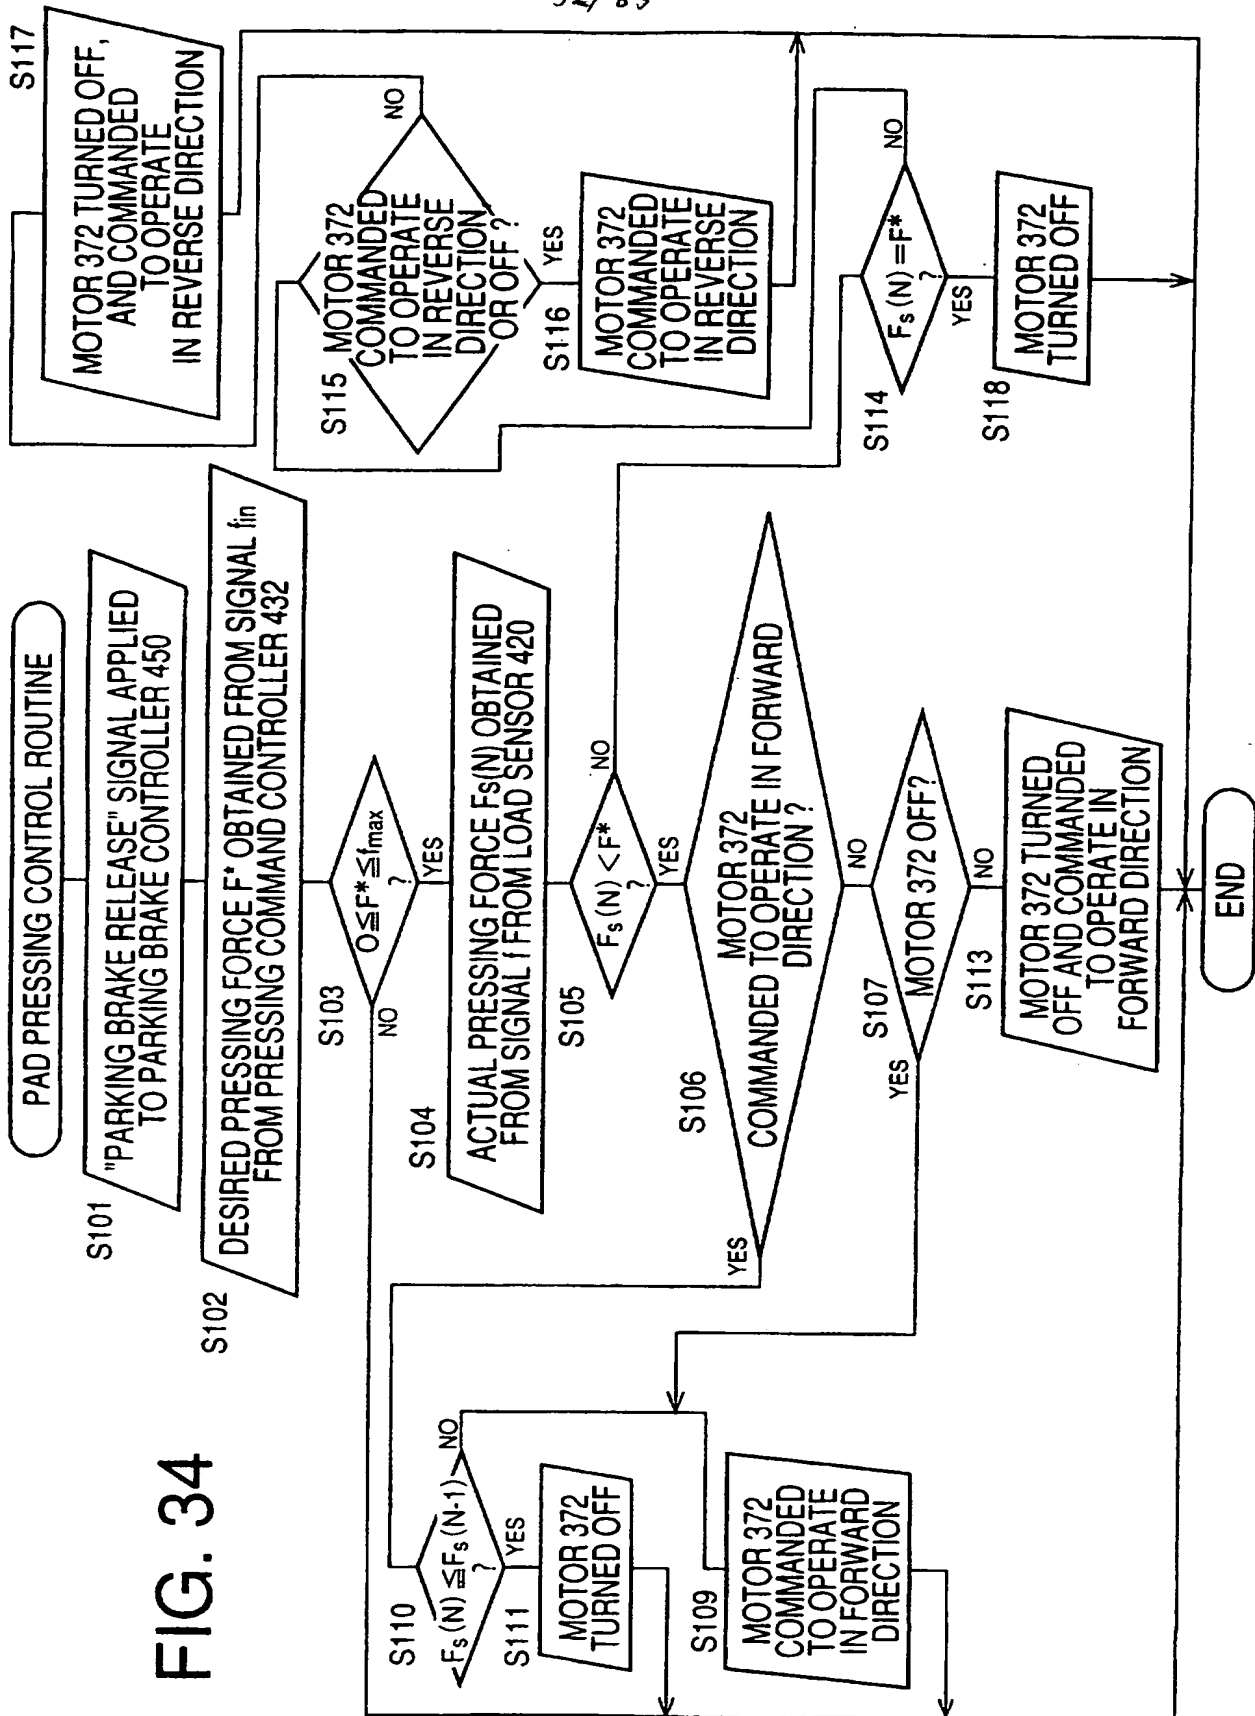 FIG. 34
PAD PRESSING CONTROL ROUTINE
S101
"PARKING BRAKE RELEASE" SIGNAL APPLIED
TO PARKING BRAKE CONTROLLER 450
S102
DESIRED PRESSING FORCE F* OBTAINED FROM SIGNAL fin
FROM PRESSING COMMAND CONTROLLER 432
S103
0≦F*≦fmax
?
NO
YES
S104
ACTUAL PRESSING FORCE Fs(N) OBTAINED
FROM SIGNAL f FROM LOAD SENSOR 420
S105
Fs(N)<F*
?
NO
YES
S106
MOTOR 372
COMMANDED TO OPERATE IN FORWARD
DIRECTION ?
YES
NO
S107
MOTOR 372 OFF?
YES
NO
S113
MOTOR 372 TURNED
OFF AND COMMANDED
TO OPERATE IN
FORWARD DIRECTION
S110
Fs(N)≦Fs(N-1)
?
NO
YES
S111
MOTOR 372
TURNED OFF
S109
MOTOR 372
COMMANDED
TO OPERATE
IN FORWARD
DIRECTION
S117
MOTOR 372 TURNED OFF,
AND COMMANDED
TO OPERATE
IN REVERSE DIRECTION
S115
MOTOR 372
COMMANDED
TO OPERATE
IN REVERSE
DIRECTION
OR OFF ?
NO
YES
S116
MOTOR 372
COMMANDED
TO OPERATE
IN REVERSE
DIRECTION
S114
Fs(N)=F*
?
NO
YES
S118
MOTOR 372
TURNED OFF
END